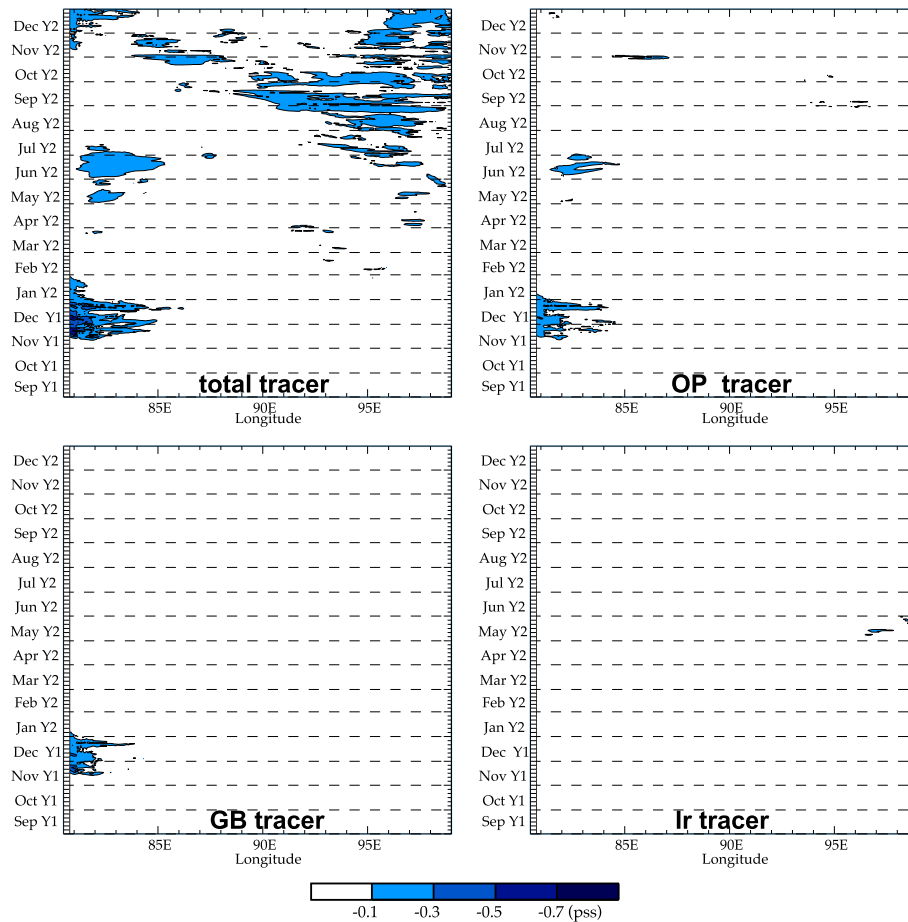 Dec Y2
Nov Y2
Oct Y2
Sep Y2
Aug Y2
Jul Y2
Jun Y2
May Y2
Apr Y2
Mar Y2
Feb Y2
Jan Y2
Dec Y1
Nov Y1
Oct Y1
Sep Y1
total tracer
85E 90E 95E
Longitude
Dec Y2
Nov Y2
Oct Y2
Sep Y2
Aug Y2
Jul Y2
Jun Y2
May Y2
Apr Y2
Mar Y2
Feb Y2
Jan Y2
Dec Y1
Nov Y1
Oct Y1
Sep Y1
OP tracer
85E 90E 95E
Longitude
Dec Y2
Nov Y2
Oct Y2
Sep Y2
Aug Y2
Jul Y2
Jun Y2
May Y2
Apr Y2
Mar Y2
Feb Y2
Jan Y2
Dec Y1
Nov Y1
Oct Y1
Sep Y1
GB tracer
85E 90E 95E
Longitude
Dec Y2
Nov Y2
Oct Y2
Sep Y2
Aug Y2
Jul Y2
Jun Y2
May Y2
Apr Y2
Mar Y2
Feb Y2
Jan Y2
Dec Y1
Nov Y1
Oct Y1
Sep Y1
Ir tracer
85E 90E 95E
Longitude
-0.1 -0.3 -0.5 -0.7 (pss)